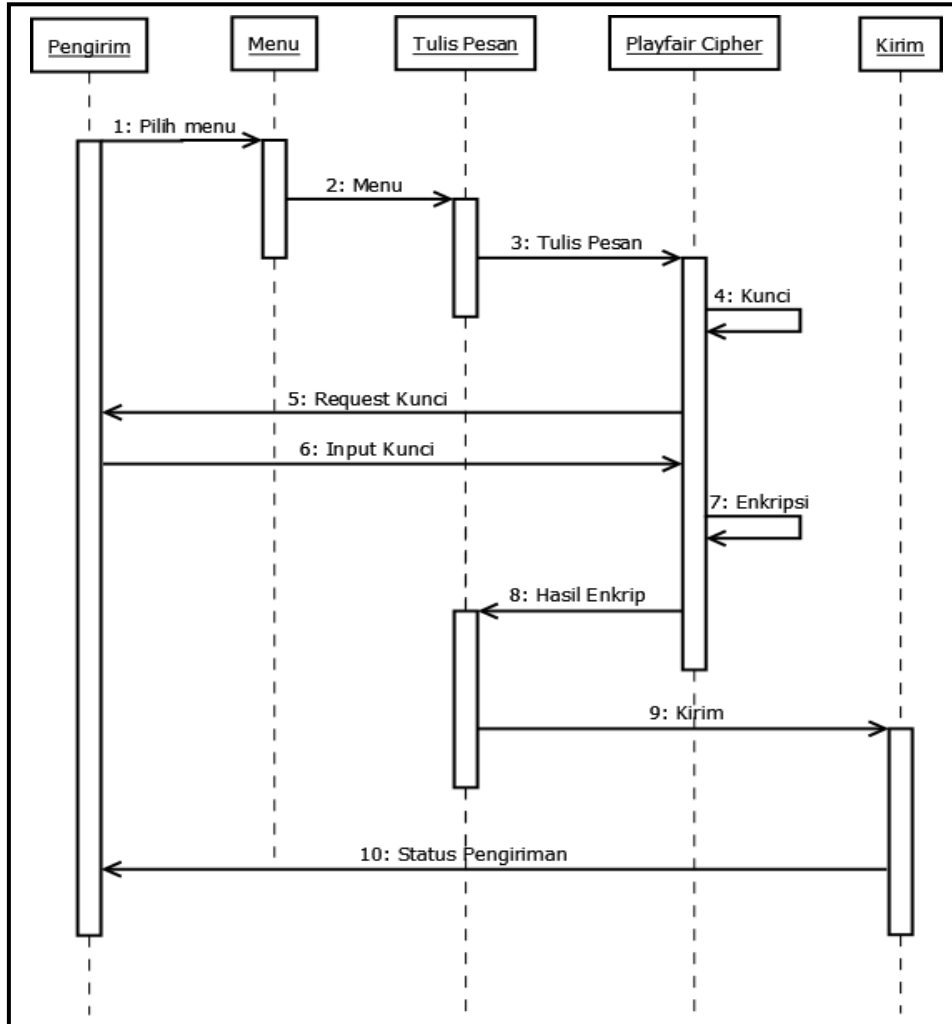 Pengirim
Menu
Tulis Pesan
Playfair Cipher
Kirim
1: Pilih menu
2: Menu
3: Tulis Pesan
4: Kunci
5: Request Kunci
6: Input Kunci
7: Enkripsi
8: Hasil Enkrip
9: Kirim
10: Status Pengiriman